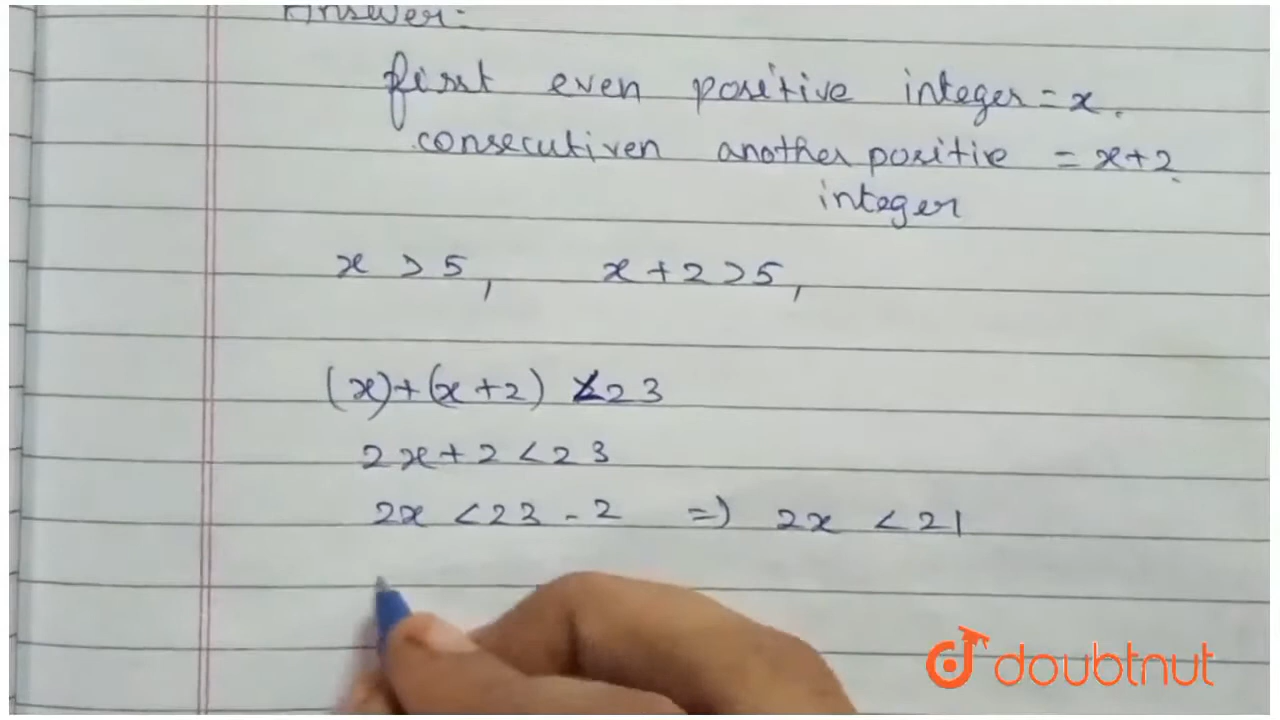 Answer:-
first even positive integer = x.
consecutiven another positive = x+2.
integer
x > 5, x + 2 > 5,
(x)+(x+2) < 23
2x + 2 < 23
2x < 23 - 2 => 2x < 21
doubtnut